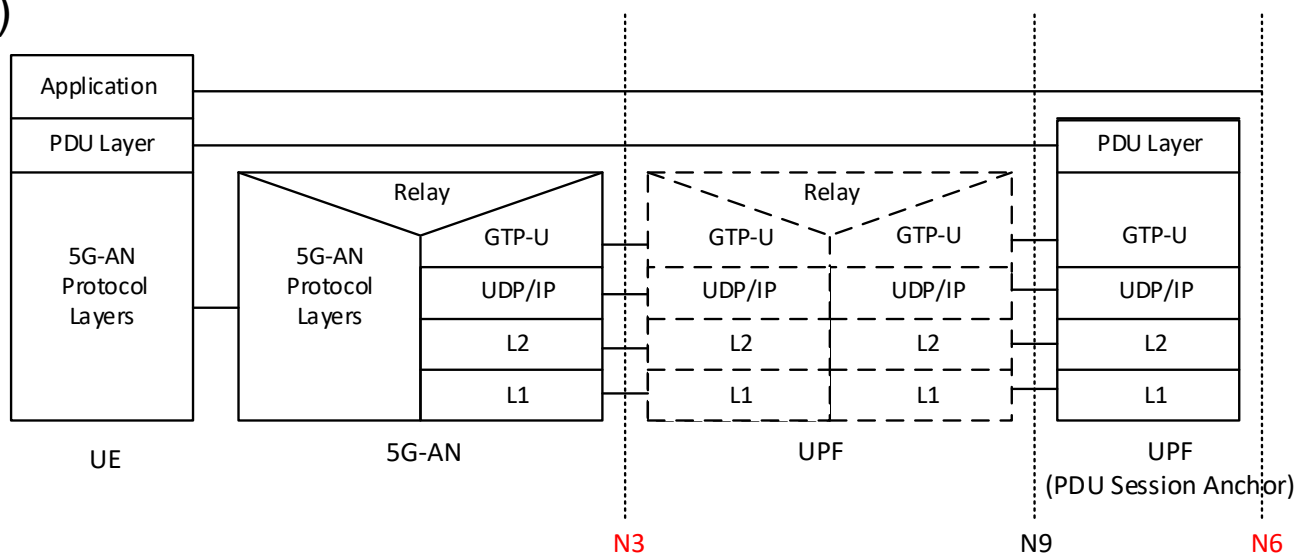 )
Application
PDU Layer
PDU Layer
Relay
Relay
GTP-U
GTP-U
GTP-U
GTP-U
5G-AN
Protocol
Layers
5G-AN
Protocol
Layers
UDP/IP
UDP/IP
UDP/IP
UDP/IP
L2
L2
L2
L2
L1
L1
L1
L1
UE
5G-AN
UPF
UPF
(PDU Session Anchor)
N3
N9
N6